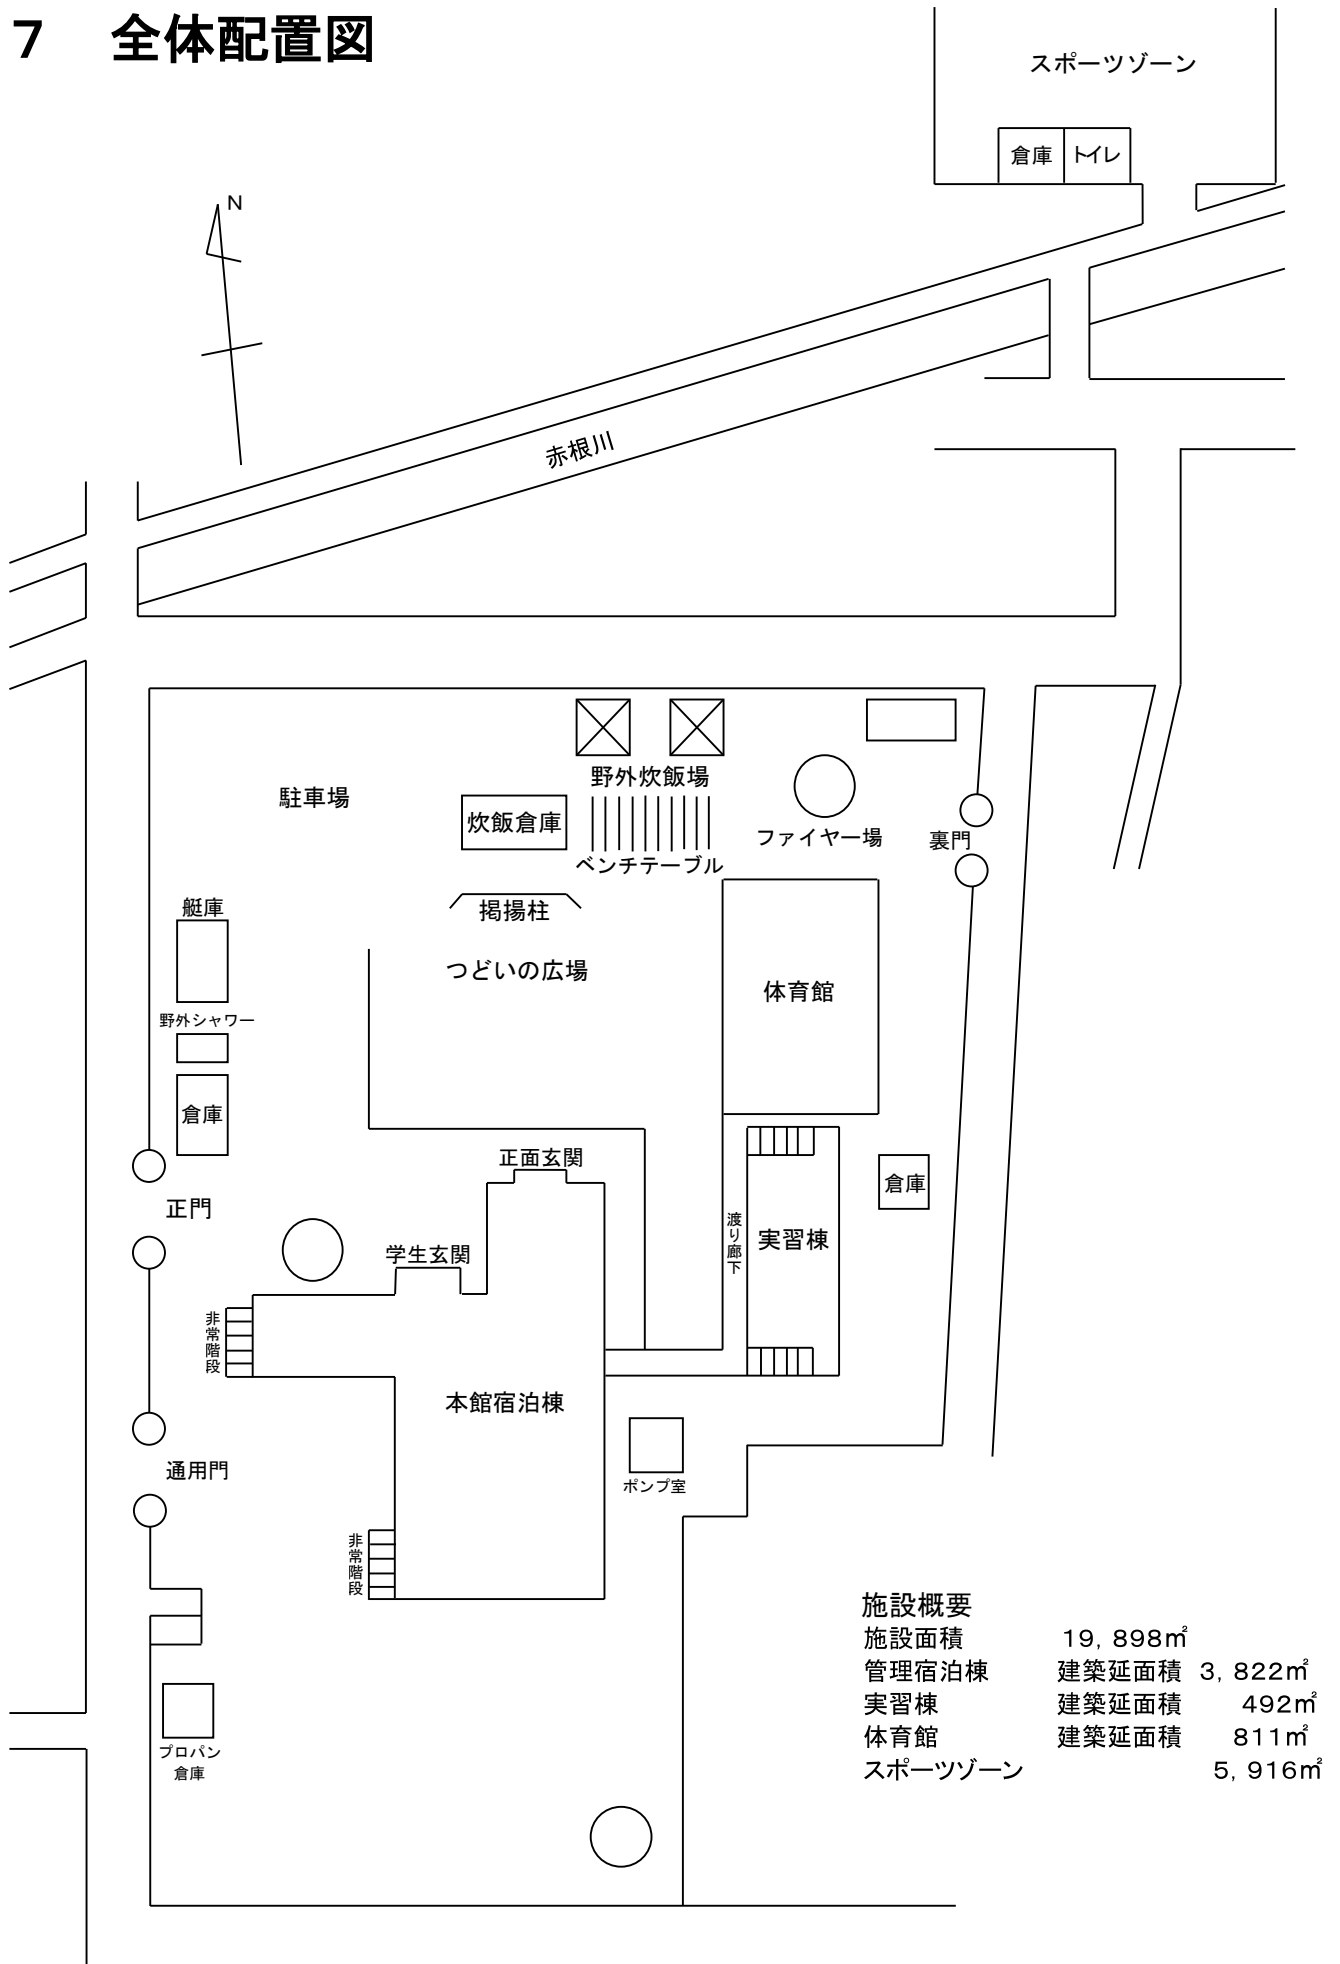 7　全体配置図
スポーツゾーン
倉庫
トイレ
N
赤根川
野外炊飯場
駐車場
炊飯倉庫
ファイヤー場
裏門
ベンチテーブル
艇庫
掲揚柱
つどいの広場
体育館
野外シャワー
倉庫
正面玄関
倉庫
正門
渡り廊下
実習棟
学生玄関
非常階段
本館宿泊棟
通用門
ポンプ室
非常階段
プロパン
倉庫
施設概要
施設面積　19，898㎡
管理宿泊棟　建築延面積　3，822㎡
実習棟　建築延面積　492㎡
体育館　建築延面積　811㎡
スポーツゾーン　5，916㎡